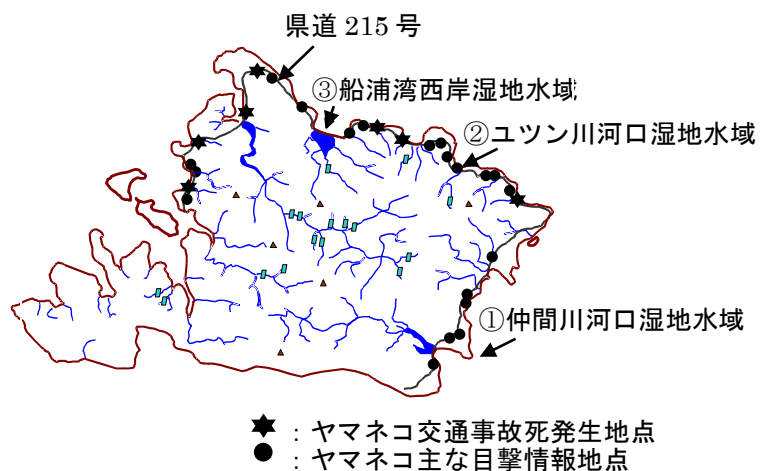 県道 215 号
③船浦湾西岸湿地水域
②ユツン川河口湿地水域
①仲間川河口湿地水域
：ヤマネコ交通事故死発生地点
：ヤマネコ主な目撃情報地点